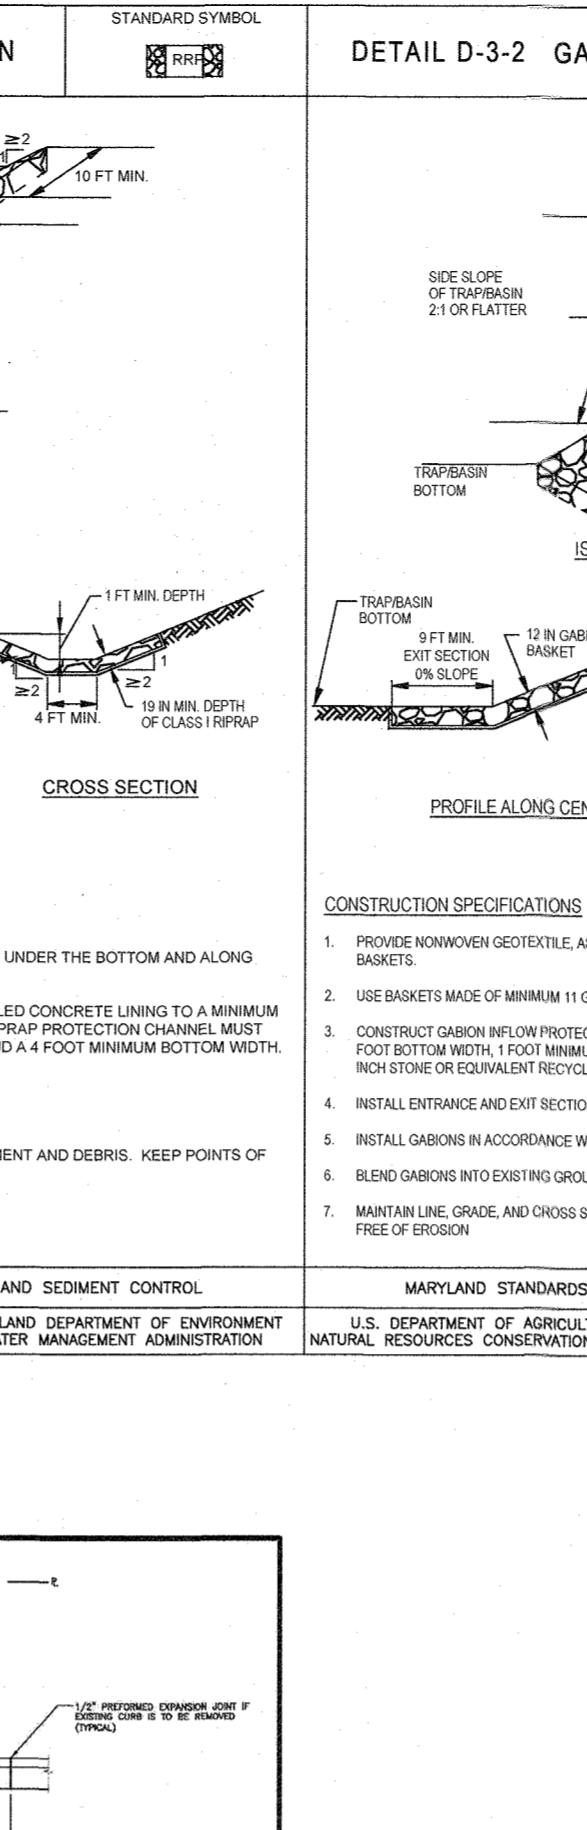 N
STANDARD SYMBOL
RRP
≥2
1
10 FT MIN.
1 FT MIN. DEPTH
1
≥2
≥2
4 FT MIN.
19 IN MIN. DEPTH
OF CLASS I RIPRAP
CROSS SECTION
UNDER THE BOTTOM AND ALONG
LED CONCRETE LINING TO A MINIMUM
PRAP PROTECTION CHANNEL MUST
ND A 4 FOOT MINIMUM BOTTOM WIDTH.
MENT AND DEBRIS. KEEP POINTS OF
AND SEDIMENT CONTROL
LAND DEPARTMENT OF ENVIRONMENT
ATER MANAGEMENT ADMINISTRATION
DETAIL D-3-2 GA
SIDE SLOPE
OF TRAP/BASIN
2:1 OR FLATTER
TRAP/BASIN
BOTTOM
IS
TRAP/BASIN
BOTTOM
9 FT MIN.
EXIT SECTION
0% SLOPE
12 IN GABI
BASKET
PROFILE ALONG CEN
CONSTRUCTION SPECIFICATIONS
1. PROVIDE NONWOVEN GEOTEXTILE, AS
BASKETS.
2. USE BASKETS MADE OF MINIMUM 11 G
3. CONSTRUCT GABION INFLOW PROTEC
FOOT BOTTOM WIDTH, 1 FOOT MINIMU
INCH STONE OR EQUIVALENT RECYCL
4. INSTALL ENTRANCE AND EXIT SECTIO
5. INSTALL GABIONS IN ACCORDANCE W
6. BLEND GABIONS INTO EXISTING GROU
7. MAINTAIN LINE, GRADE, AND CROSS S
FREE OF EROSION
MARYLAND STANDARDS
U.S. DEPARTMENT OF AGRICULT
NATURAL RESOURCES CONSERVATION
1/2" PREFORMED EXPANSION JOINT IF
EXISTING CURB IS TO BE REMOVED
(TYPICAL)